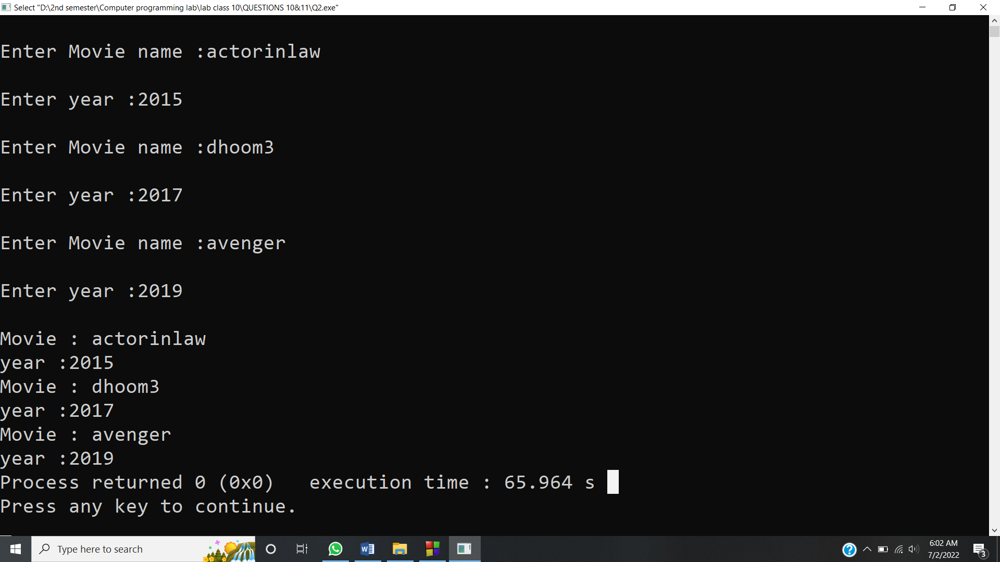 Select "D:\2nd semester\Computer programming lab\lab class 10\QUESTIONS 10&11\Q2.exe"
Enter Movie name :actorinlaw
Enter year :2015
Enter Movie name :dhoom3
Enter year :2017
Enter Movie name :avenger
Enter year :2019
Movie : actorinlaw
year :2015
Movie : dhoom3
year :2017
Movie : avenger
year :2019
Process returned 0 (0x0)   execution time : 65.964 s
Press any key to continue.
Type here to search
6:02 AM
7/2/2022
3